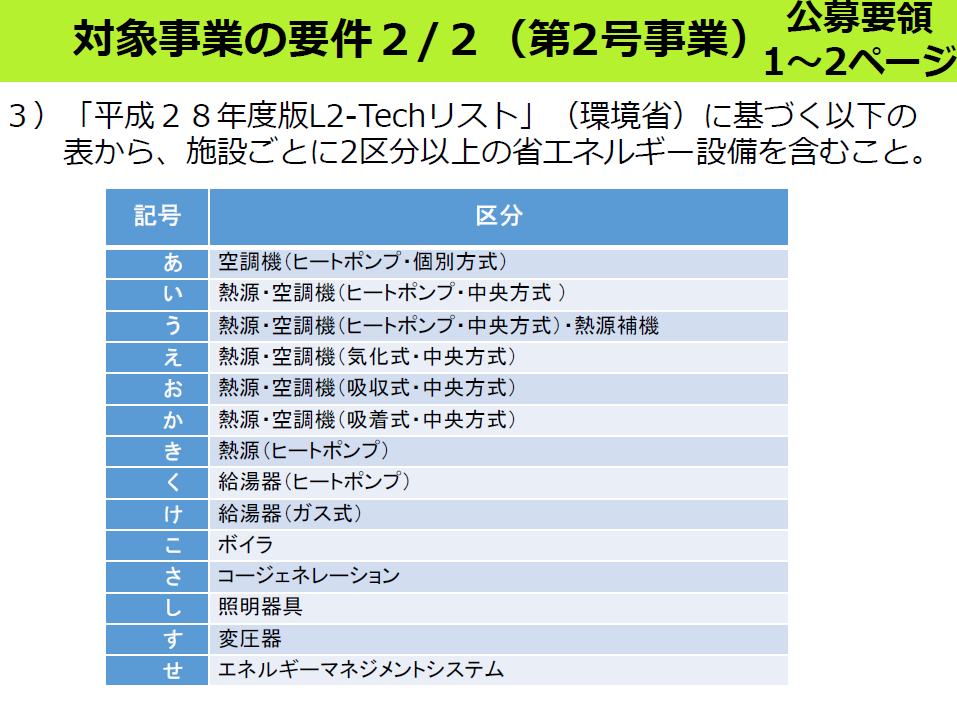 対象事業の要件２/２（第2号事業）
公募要領
1～2ページ
３）「平成２８年度版L2-Techリスト」（環境省）に基づく以下の
表から、施設ごとに2区分以上の省エネルギー設備を含むこと。
記号 区分
あ 空調機（ヒートポンプ・個別方式）
い 熱源・空調機（ヒートポンプ・中央方式 ）
う 熱源・空調機（ヒートポンプ・中央方式）・熱源補機
え 熱源・空調機（気化式・中央方式）
お 熱源・空調機（吸収式・中央方式）
か 熱源・空調機（吸着式・中央方式）
き 熱源（ヒートポンプ）
く 給湯器（ヒートポンプ）
け 給湯器（ガス式）
こ ボイラ
さ コージェネレーション
し 照明器具
す 変圧器
せ エネルギーマネジメントシステム